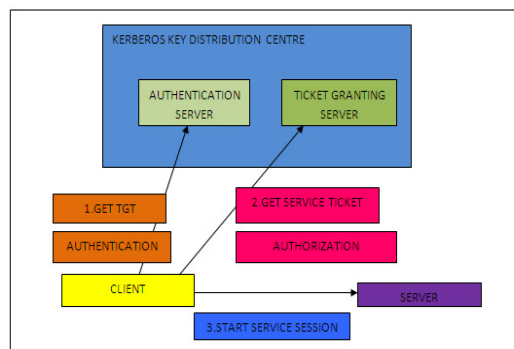 KERBEROS KEY DISTRIBUTION CENTRE
AUTHENTICATION
SERVER
TICKET GRANTING
SERVER
1.GET TGT
2.GET SERVICE TICKET
AUTHENTICATION
AUTHORIZATION
CLIENT
SERVER
3.START SERVICE SESSION